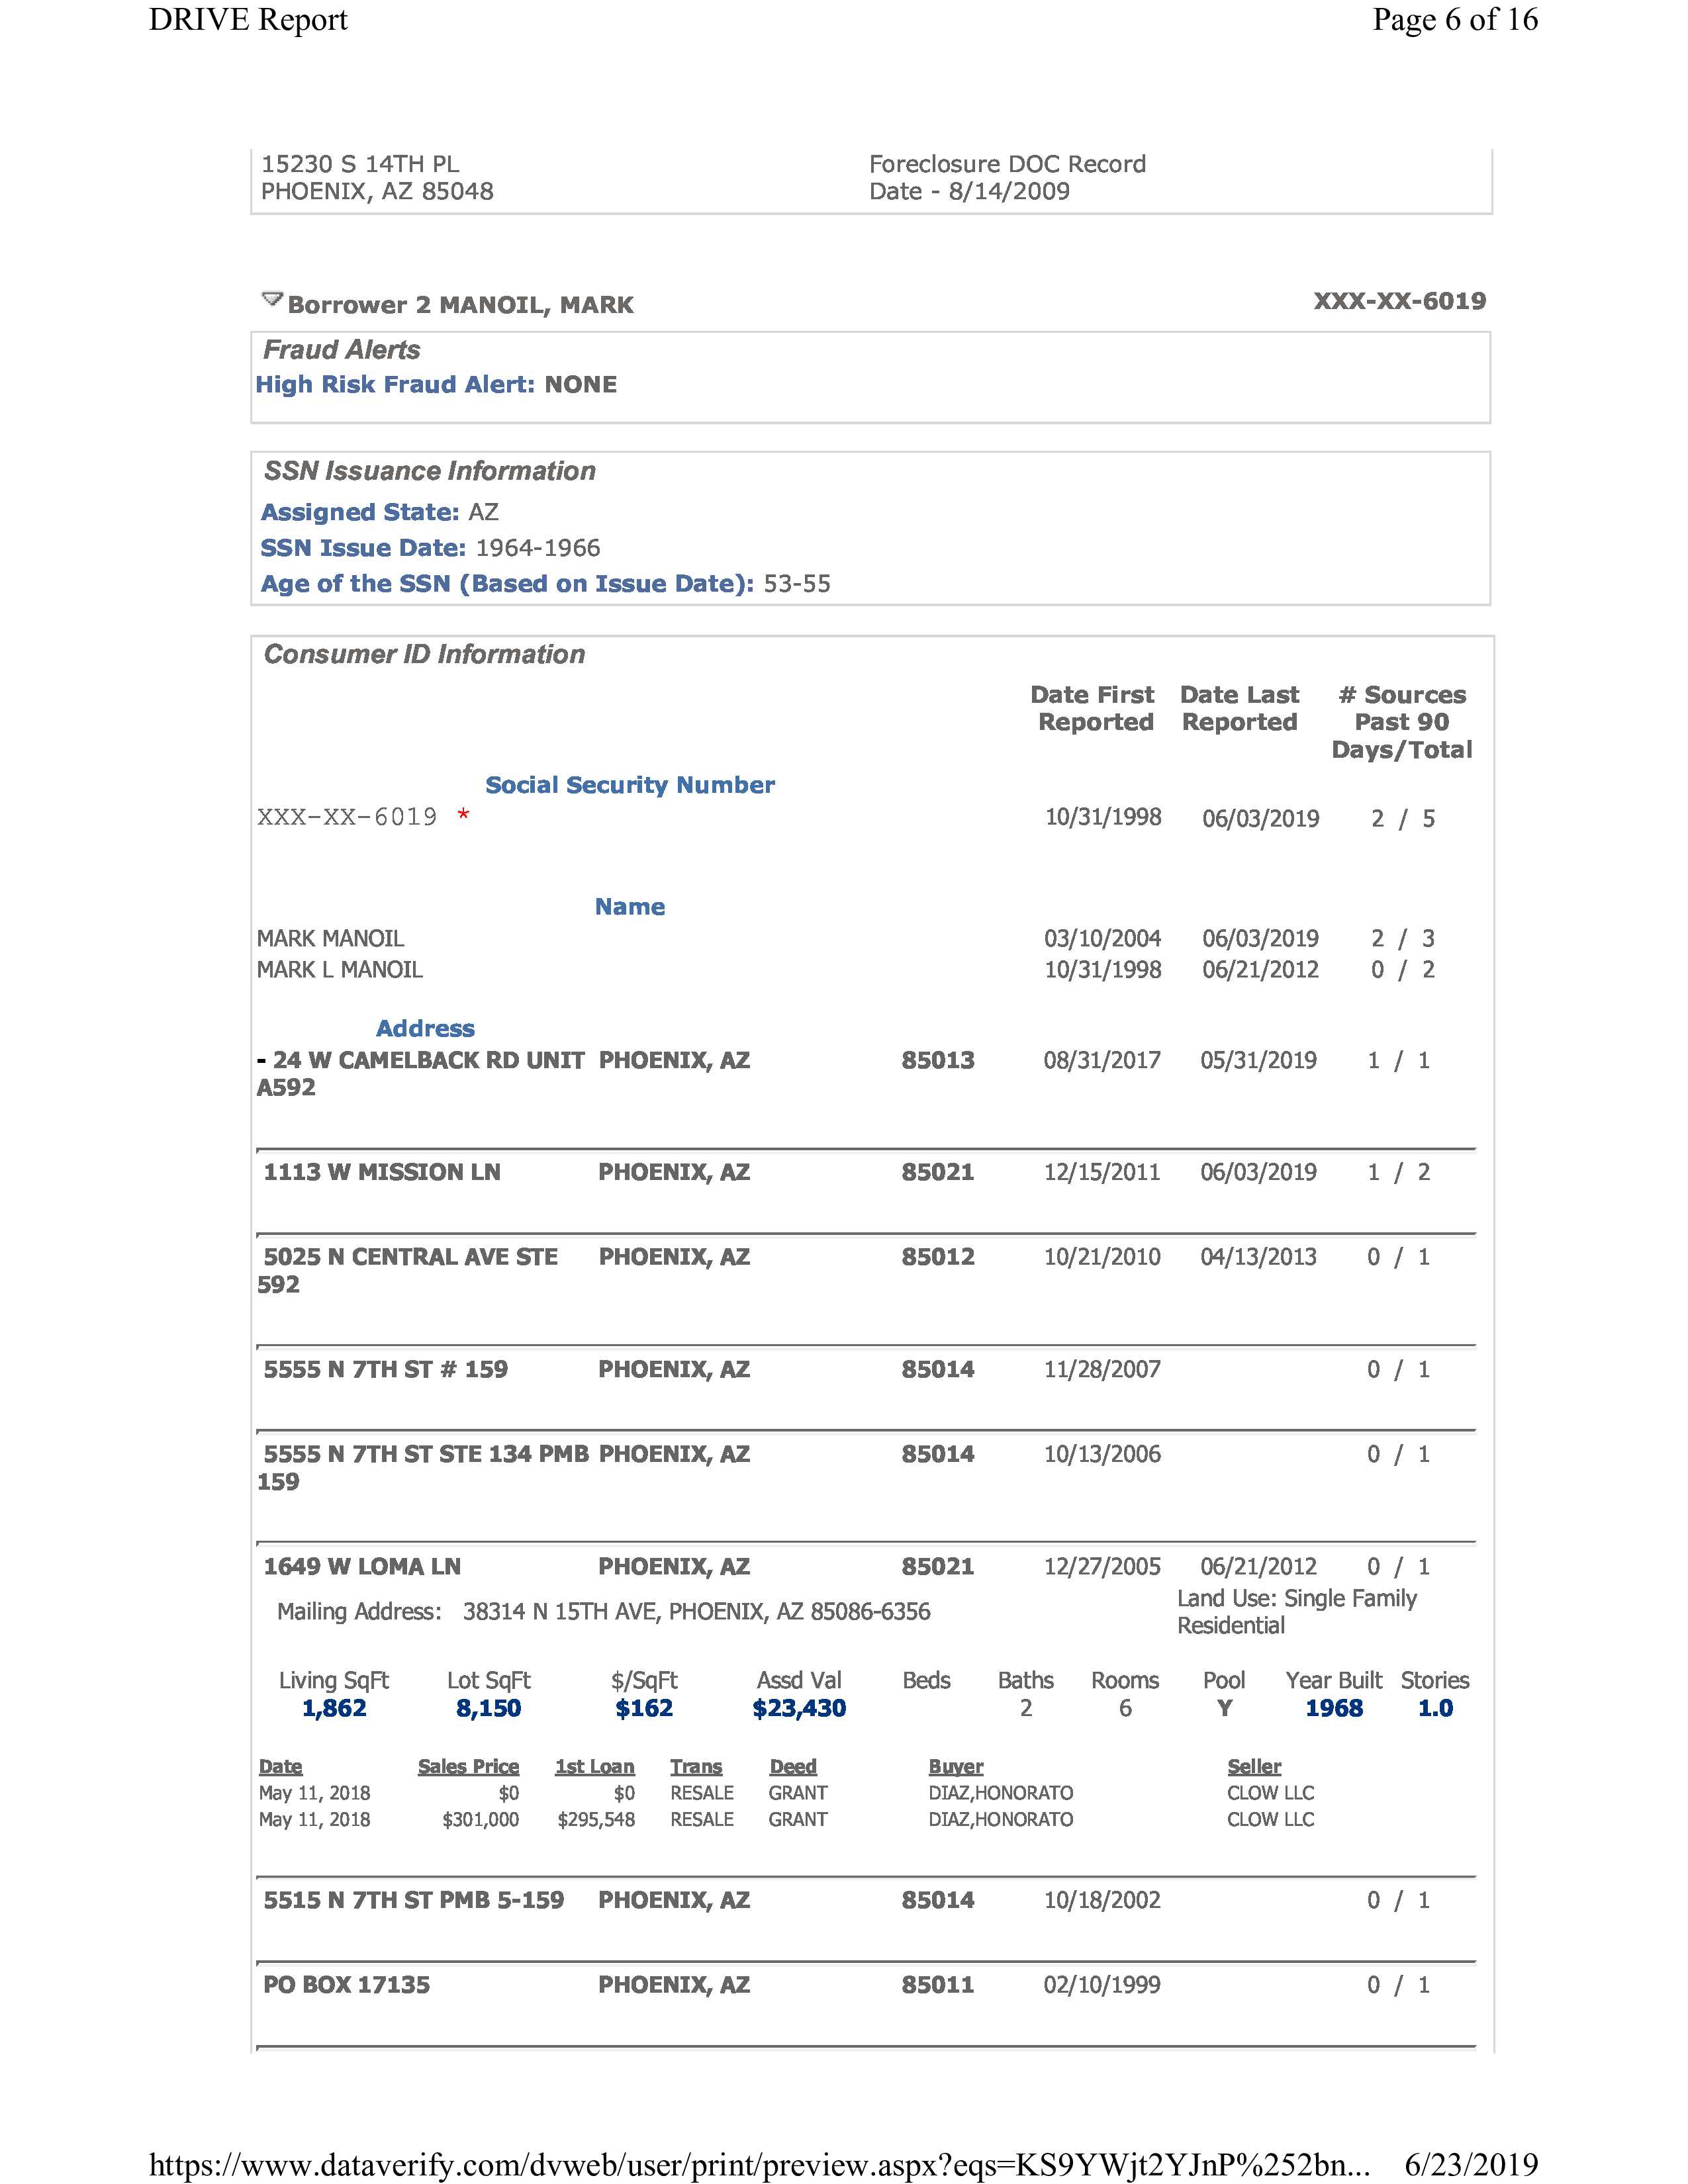 DRIVE Report Page 6 of 16
15230 S 14TH PL Foreclosure DOC Record
PHOENIX, AZ 85048 Date - 8/14/2009
Borrower 2 MANOIL, MARK XXX-XX-6019
Fraud Alerts
High Risk Fraud Alert: NONE
SSN Issuance Information
Assigned State: AZ
SSN Issue Date: 1964-1966
Age of the SSN (Based on Issue Date): 53-55
Consumer ID Information
Date First Date Last # Sources
Reported Reported Past 90
Days/Total
Social Security Number
XXX-XX-6019 * 10/31/1998 06/03/2019 2 / 5
Name
MARK MANOIL 03/10/2004 06/03/2019 2 / 3
MARK L MANOIL 10/31/1998 06/21/2012 0 / 2
Address
- 24 W CAMELBACK RD UNIT PHOENIX, AZ 85013 08/31/2017 05/31/2019 1 / 1
A592
1113 W MISSION LN PHOENIX, AZ 85021 12/15/2011 06/03/2019 1 / 2
5025 N CENTRAL AVE STE PHOENIX, AZ 85012 10/21/2010 04/13/2013 0 / 1
592
5555 N 7TH ST # 159 PHOENIX, AZ 85014 11/28/2007 0 / 1
5555 N 7TH ST STE 134 PMB PHOENIX, AZ 85014 10/13/2006 0 / 1
159
1649 W LOMA LN PHOENIX, AZ 85021 12/27/2005 06/21/2012 0 / 1
Mailing Address: 38314 N 15TH AVE, PHOENIX, AZ 85086-6356 Land Use: Single Family
Residential
Living SqFt Lot SqFt $/SqFt Assd Val Beds Baths Rooms Pool Year Built Stories
1,862 8,150 $162 $23,430 2 6 Y 1968 1.0
Date Sales Price 1st Loan Trans Deed Buyer Seller
May 11, 2018 $0 $0 RESALE GRANT DIAZ,HONORATO CLOW LLC
May 11, 2018 $301,000 $295,548 RESALE GRANT DIAZ,HONORATO CLOW LLC
5515 N 7TH ST PMB 5-159 PHOENIX, AZ 85014 10/18/2002 0 / 1
PO BOX 17135 PHOENIX, AZ 85011 02/10/1999 0 / 1
https://www.dataverify.com/dvweb/user/print/preview.aspx?eqs=KS9YWjt2YJnP%252bn... 6/23/2019